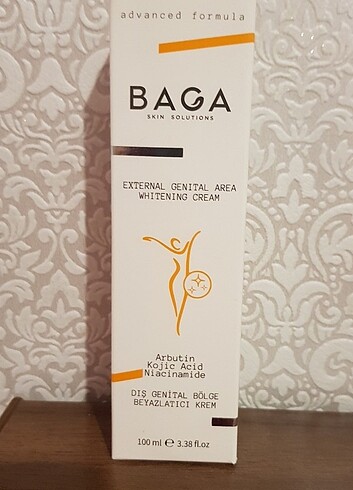 advanced formula
BAGA
SKIN SOLUTIONS
EXTERNAL GENITAL AREA
WHITENING CREAM
Arbutin
Kojic Acid
Niacinamide
DIŞ GENİTAL BÖLGE
BEYAZLATICI KREM
100 ml ℮ 3.38 fl.oz